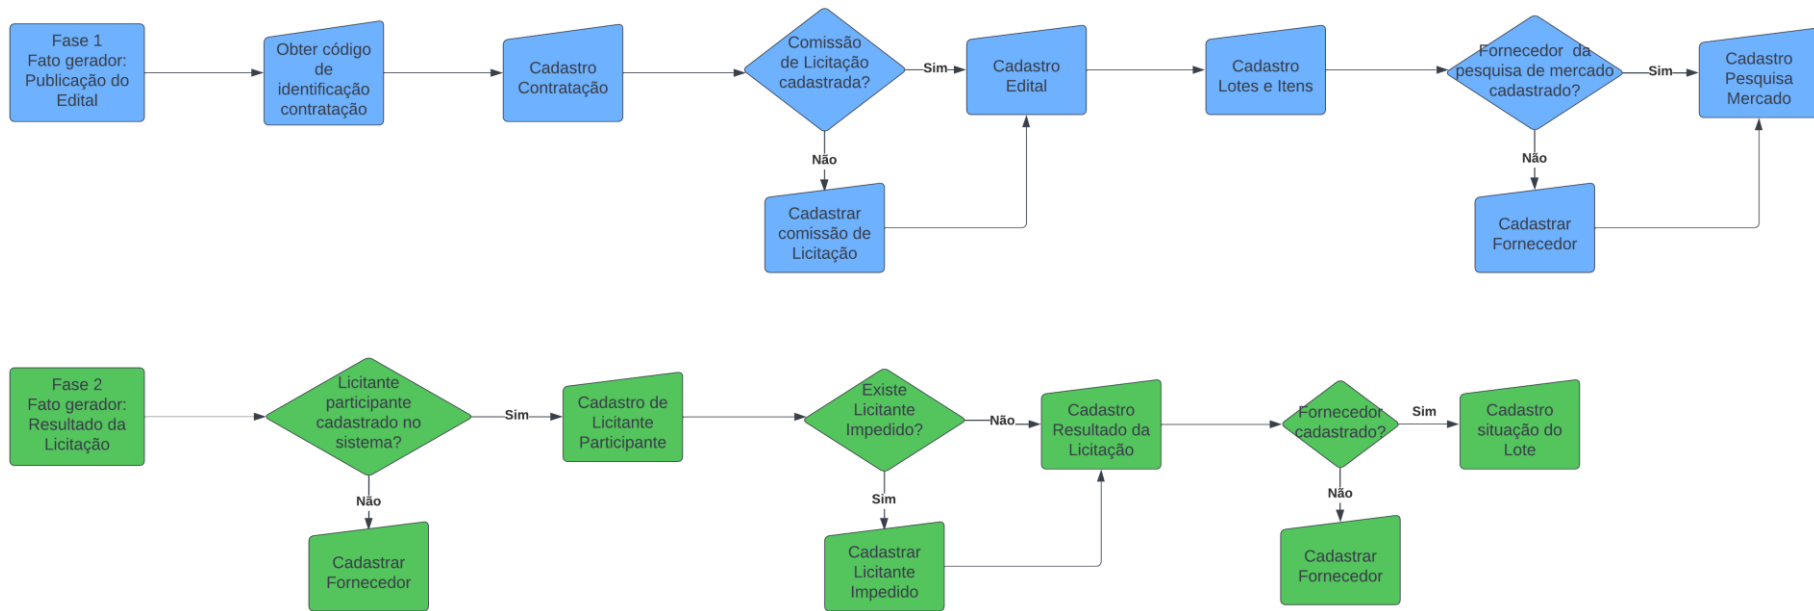 Fase 1
Fato gerador:
Publicação do
Edital
Obter código
de
identificação
contratação
Cadastro
Contratação
Comissão
de Licitação
cadastrada?
Sim
Não
Cadastrar
comissão de
Licitação
Cadastro
Edital
Cadastro
Lotes e Itens
Fornecedor da
pesquisa de mercado
cadastrado?
Sim
Não
Cadastrar
Fornecedor
Cadastro
Pesquisa
Mercado
Fase 2
Fato gerador:
Resultado da
Licitação
Licitante
participante
cadastrado no
sistema?
Sim
Não
Cadastrar
Fornecedor
Cadastro de
Licitante
Participante
Existe
Licitante
Impedido?
Não
Sim
Cadastrar
Licitante
Impedido
Cadastro
Resultado da
Licitação
Fornecedor
cadastrado?
Sim
Não
Cadastrar
Fornecedor
Cadastro
situação do
Lote